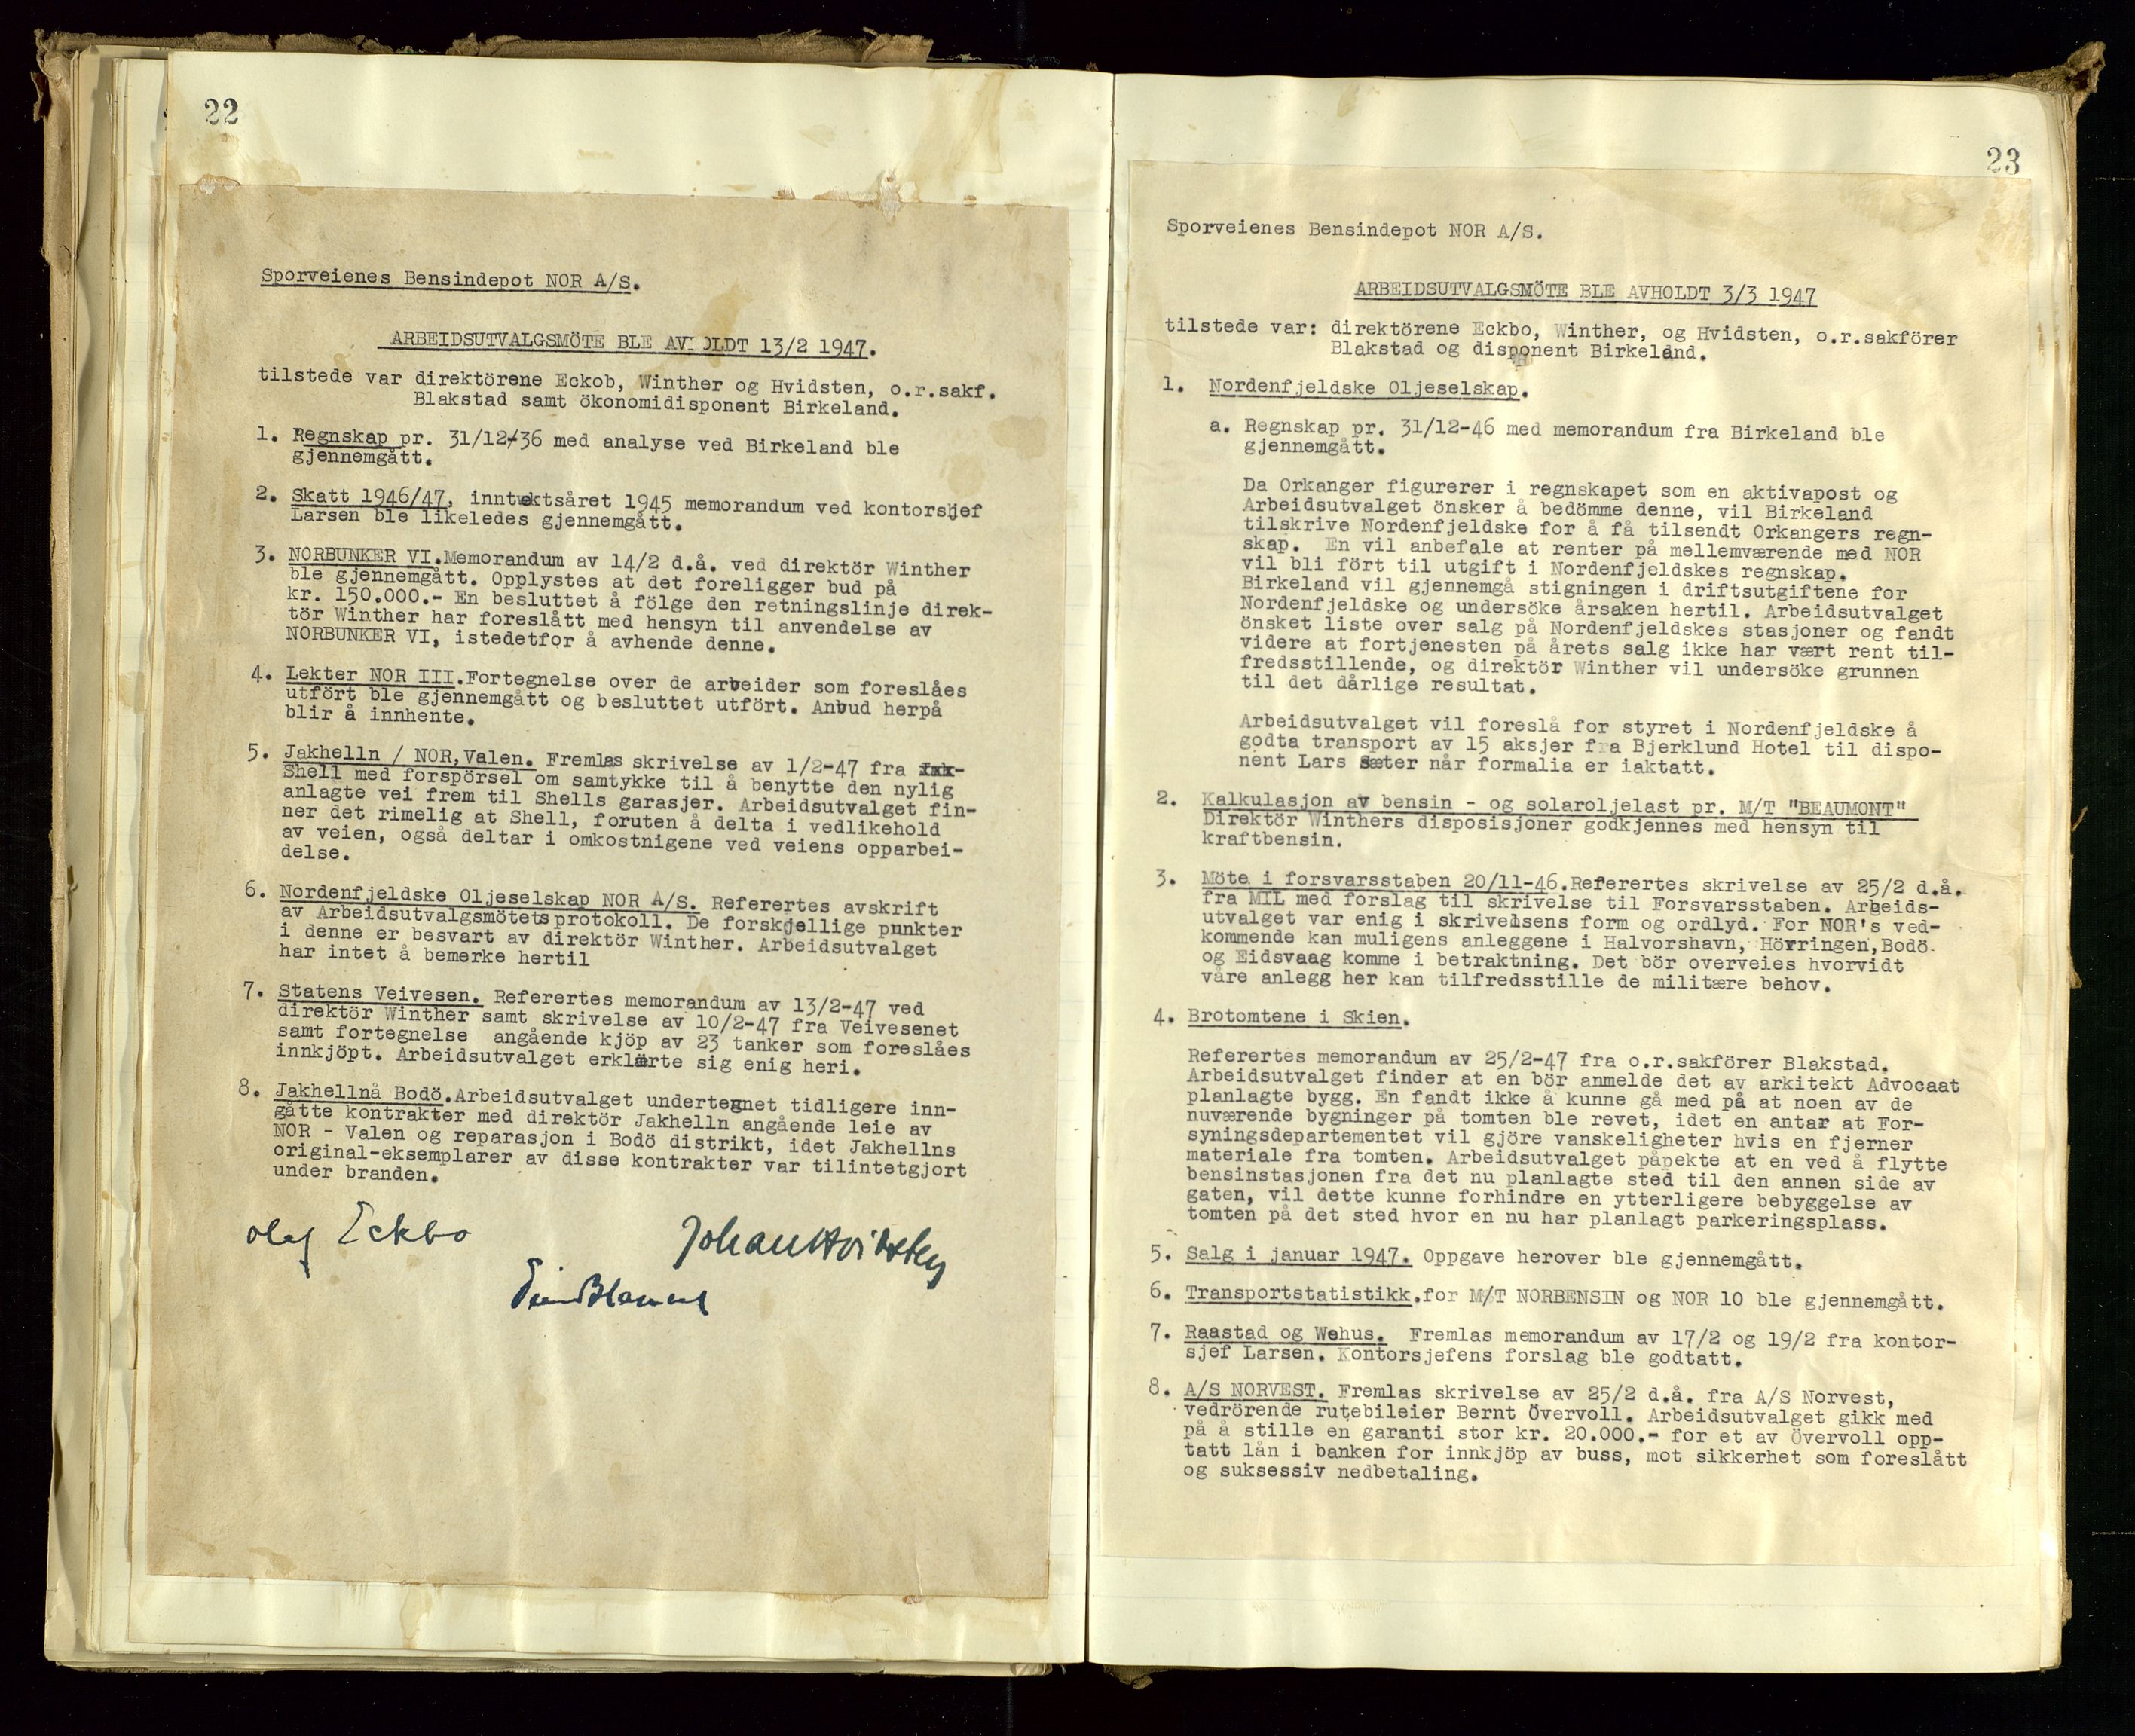 22
Sporveienes Bensindepot NOR A/S.
ARBEIDSUTVALGSMÖTE BLE AVHOLDT 13/2 1947.
tilstede var direktörene Eckob, Winther og Hvidsten, o.r.sakf.
Blakstad samt ökonomidisponent Birkeland.
1. Regnskap pr. 31/12-36 med analyse ved Birkeland ble
gjennemgått.
2. Skatt 1946/47, inntektsåret 1945 memorandum ved kontorsjef
Larsen ble likeledes gjennemgått.
3. NORBUNKER VI.Memorandum av 14/2 d.å. ved direktör Winther
ble gjennemgått. Opplystes at det foreligger bud på
kr. 150.000.- En besluttet å fölge den retningslinje direk-
tör Winther har foreslått med hensyn til anvendelse av
NORBUNKER VI, istedetfor å avhende denne.
4. Lekter NOR III.Fortegnelse over de arbeider som foreslåes
utfört ble gjennemgått og besluttet utfört. Anbud herpå
blir å innhente.
5. Jakhelln / NOR,Valen. Fremlas skrivelse av 1/2-47 fra
Shell med forspörsel om samtykke til å benytte den nylig
anlagte vei frem til Shells garasjer. Arbeidsutvalget fin-
ner det rimelig at Shell, foruten å delta i vedlikehold
av veien, også deltar i omkostnigene ved veiens opparbei-
delse.
6. Nordenfjeldske Oljeselskap NOR A/S. Referertes avskrift
av Arbeidsutvalgsmötets protokoll. De forskjellige punkter
i denne er besvart av direktör Winther. Arbeidsutvalget
har intet å bemerke hertil
7. Statens Veivesen. Referertes memorandum av 13/2-47 ved
direktör Winther samt skrivelse av 10/2-47 fra Veivesenet
samt fortegnelse angående kjöp av 23 tanker som foreslåes
innkjöpt. Arbeidsutvalget erklærte sig enig heri.
8. Jakhellnå Bodö.Arbeidsutvalget undertegnet tidligere inn-
gåtte kontrakter med direktör Jakhelln angående leie av
NOR - Valen og reparasjon i Bodö distrikt, idet Jakhellns
original-eksemplarer av disse kontrakter var tilintetgjort
under branden.
Olaf Eckbo
Johan Hvidsten
23
Sporveienes Bensindepot NOR A/S.
ARBEIDSUTVALGSMÖTE BLE AVHOLDT 3/3 1947
tilstede var: direktörene Eckbo, Winther, og Hvidsten, o.r.sakförer
Blakstad og disponent Birkeland.
1. Nordenfjeldske Oljeselskap.
a. Regnskap pr. 31/12-46 med memorandum fra Birkeland ble
gjennemgått.
Da Orkanger figurerer i regnskapet som en aktivapost og
Arbeidsutvalget önsker å bedömme denne, vil Birkeland
tilskrive Nordenfjeldske for å få tilsendt Orkangers regn-
skap. En vil anbefale at renter på mellemværende med NOR
vil bli fört til utgift i Nordenfjeldskes regnskap.
Birkeland vil gjennemgå stigningen i driftsutgiftene for
Nordenfjeldske og undersöke årsaken hertil. Arbeidsutvalget
önsket liste over salg på Nordenfjeldskes stasjoner og fandt
videre at fortjenesten på årets salg ikke har vært rent til-
fredsstillende, og direktör Winther vil undersöke grunnen
til det dårlige resultat.
Arbeidsutvalget vil foreslå for styret i Nordenfjeldske å
godta transport av 15 aksjer fra Bjerklund Hotel til dispo-
nent Lars Sæter når formalia er iaktatt.
2. Kalkulasjon av bensin - og solaroljelast pr. M/T "BEAUMONT"
Direktör Winthers disposisjoner godkjennes med hensyn til
kraftbensin.
3. Möte i forsvarsstaben 20/11-46.Referertes skrivelse av 25/2 d.å.
fra MIL med forslag til skrivelse til Forsvarsstaben. Arbeids-
utvalget var enig i skrivelsens form og ordlyd. For NOR's ved-
kommende kan muligens anleggene i Halvorshavn, Hörringen,Bodö
og Eidsvaag komme i betraktning. Det bör overveies hvorvidt
våre anlegg her kan tilfredsstille de militære behov.
4. Brotomtene i Skien.
Referertes memorandum av 25/2-47 fra o.r.sakförer Blakstad.
Arbeidsutvalget finder at en bör anmelde det av arkitekt Advocaat
planlagte bygg. En fandt ikke å kunne gå med på at noen av de
nuværende bygninger på tomten ble revet, idet en antar at For-
syningsdepartementet vil gjöre vanskeligheter hvis en fjerner
materiale fra tomten. Arbeidsutvalget påpekte at en ved å flytte
bensinstasjonen fra det nu planlagte sted til den annen side av
gaten, vil dette kunne forhindre en ytterligere bebyggelse av
tomten på det sted hvor en nu har planlagt parkeringsplass.
5. Salg i januar 1947. Oppgave herover ble gjennemgått.
6. Transportstatistikk.for M/T NORBENSIN og NOR 10 ble gjennemgått.
7. Raastad og Wehus. Fremlas memorandum av 17/2 og 19/2 fra kontor-
sjef Larsen. Kontorsjefens forslag ble godtatt.
8. A/S NORVEST. Fremlas skrivelse av 25/2 d.å. fra A/S Norvest,
vedrörende rutebileier Bernt Övervoll. Arbeidsutvalget gikk med
på å stille en garanti stor kr. 20.000.- for et av Övervoll opp-
tatt lån i banken for innkjöp av buss, mot sikkerhet som foreslått
og suksessiv nedbetaling.